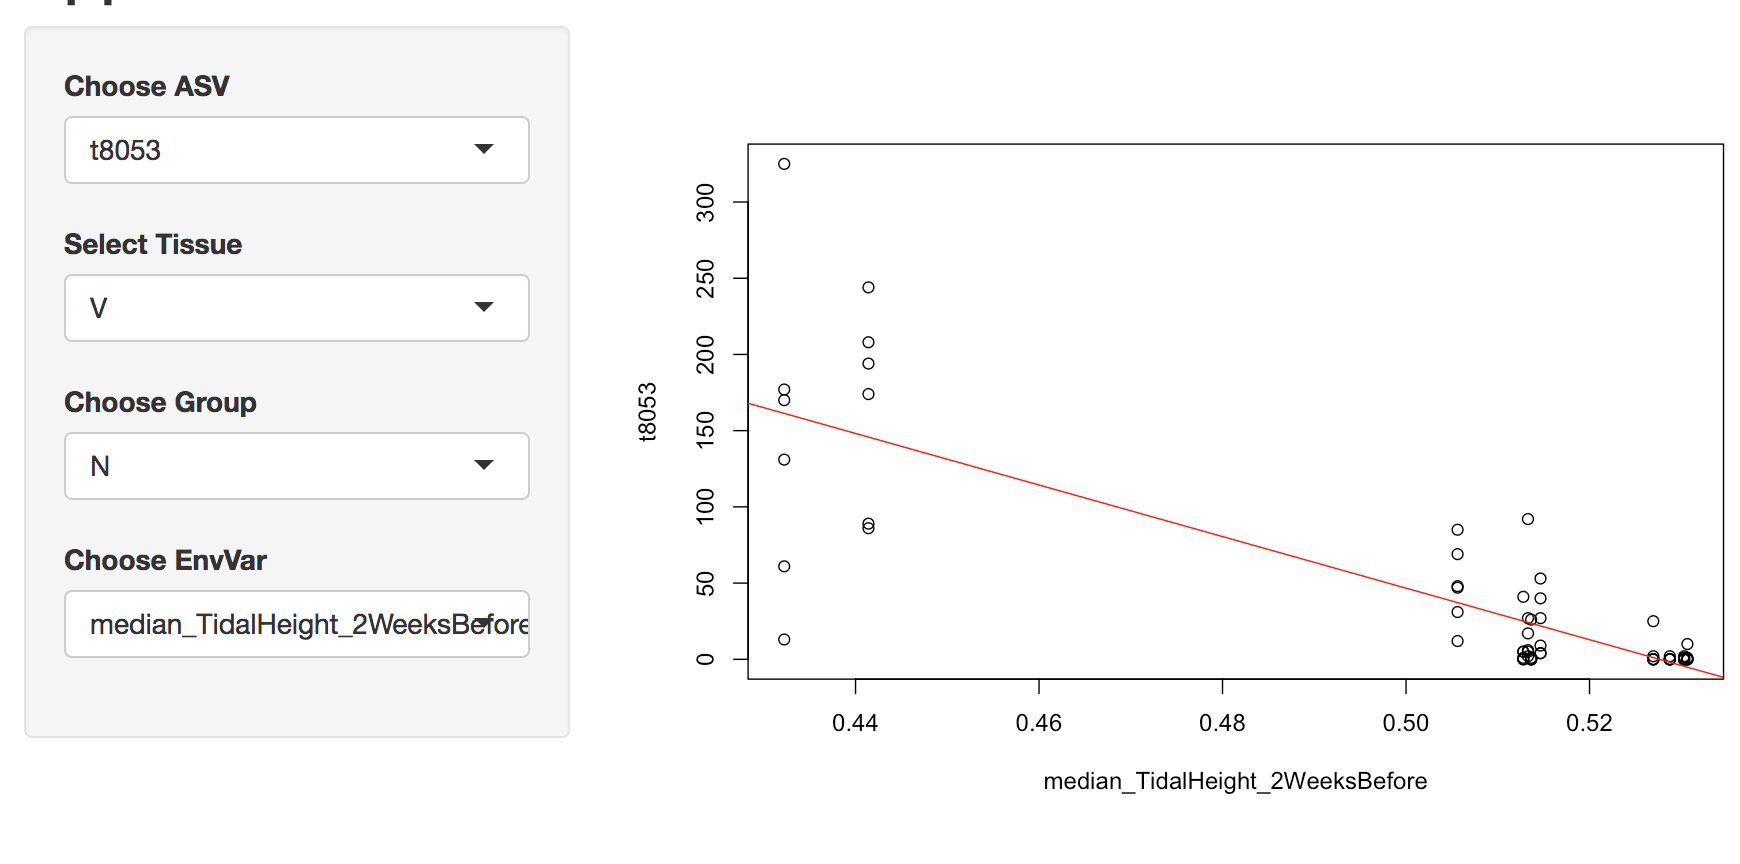 Choose ASV
t8053
Select Tissue
V
Choose Group
N
Choose EnvVar
median_TidalHeight_2WeeksBefore
t8053
300
250
200
150
100
50
0
0.44 0.46 0.48 0.50 0.52
median_TidalHeight_2WeeksBefore